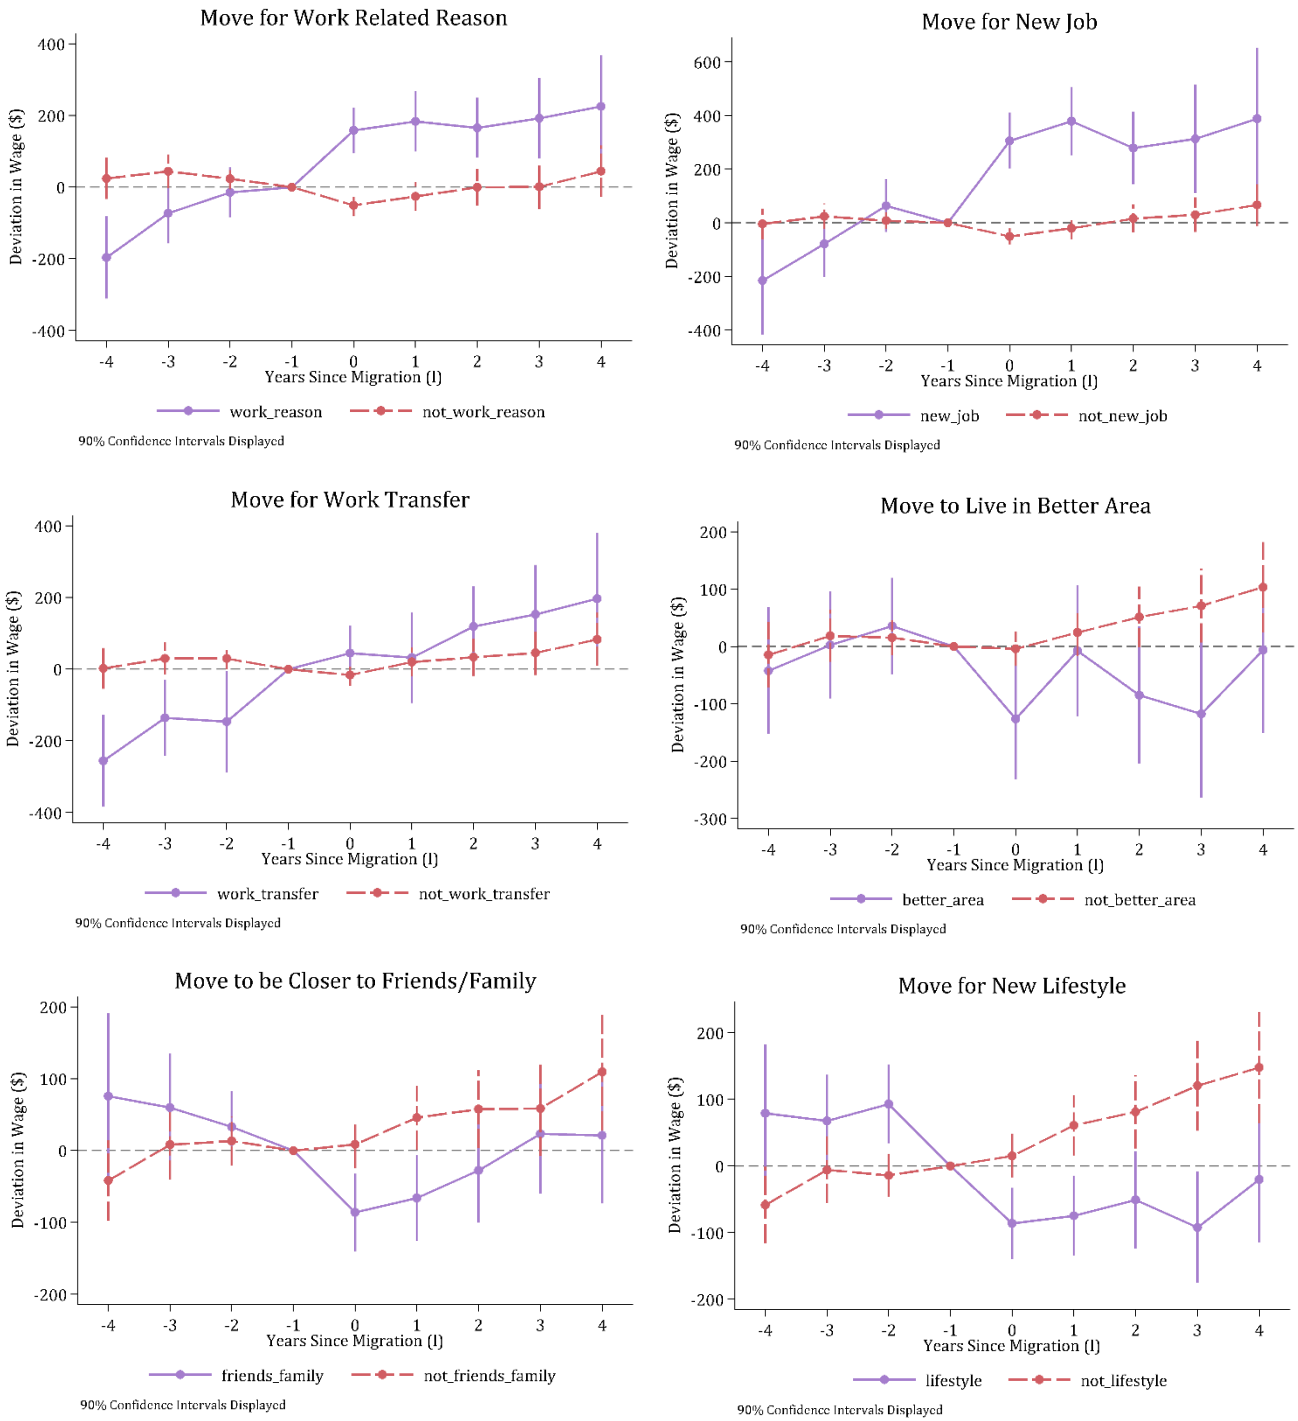 Move for Work Related Reason
Deviation in Wage ($)
400
200
0
-200
-400
-4 -3 -2 -1 0 1 2 3 4
Years Since Migration (l)
work_reason not_work_reason
90% Confidence Intervals Displayed
Move for New Job
Deviation in Wage ($)
600
400
200
0
-200
-400
-4 -3 -2 -1 0 1 2 3 4
Years Since Migration (l)
new_job not_new_job
90% Confidence Intervals Displayed
Move for Work Transfer
Deviation in Wage ($)
400
200
0
-200
-400
-4 -3 -2 -1 0 1 2 3 4
Years Since Migration (l)
work_transfer not_work_transfer
90% Confidence Intervals Displayed
Move to Live in Better Area
Deviation in Wage ($)
200
100
0
-100
-200
-300
-4 -3 -2 -1 0 1 2 3 4
Years Since Migration (l)
better_area not_better_area
90% Confidence Intervals Displayed
Move to be Closer to Friends/Family
Deviation in Wage ($)
200
100
0
-100
-200
-4 -3 -2 -1 0 1 2 3 4
Years Since Migration (l)
friends_family not_friends_family
90% Confidence Intervals Displayed
Move for New Lifestyle
Deviation in Wage ($)
200
100
0
-100
-200
-4 -3 -2 -1 0 1 2 3 4
Years Since Migration (l)
lifestyle not_lifestyle
90% Confidence Intervals Displayed